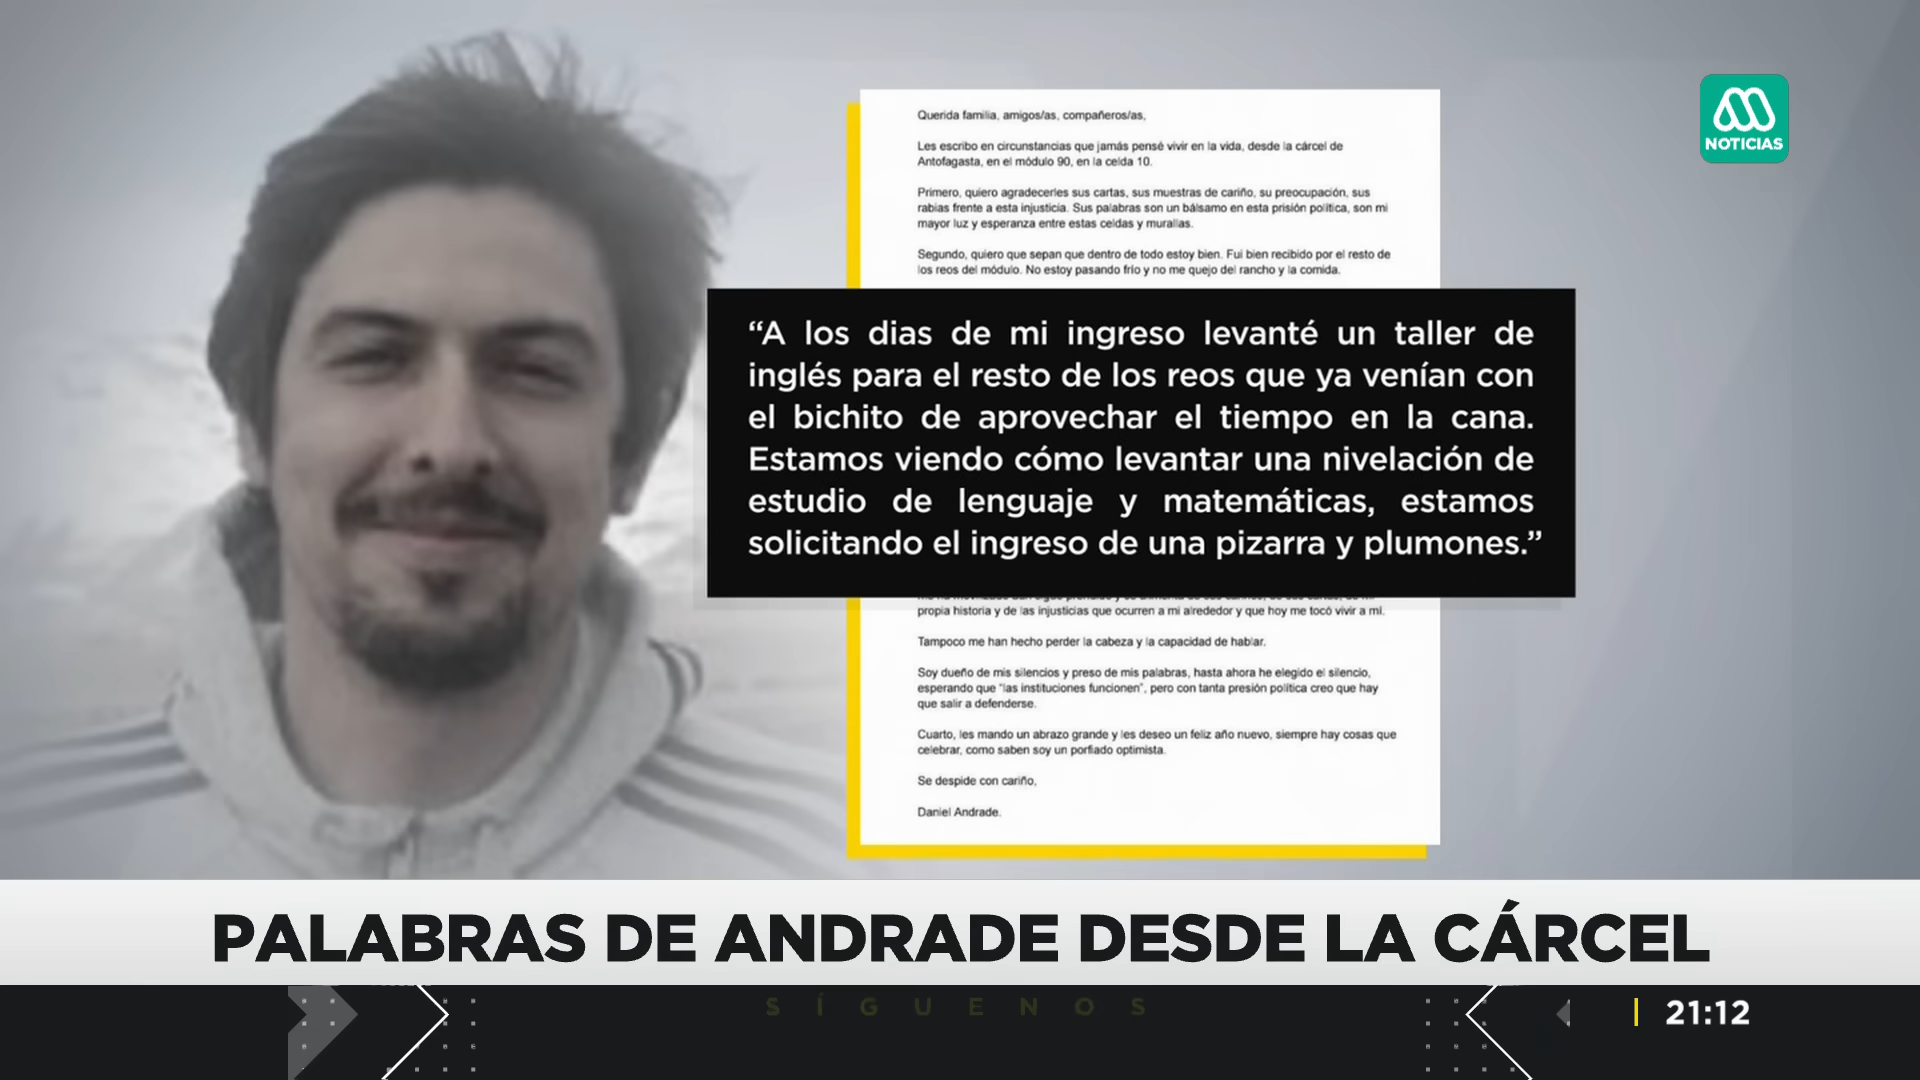 NOTICIAS
Querida familia, amigos/as, compañeros/as,
Les escribo en circunstancias que jamás pensé vivir en la vida, desde la cárcel de
Antofagasta, en el módulo 90, en la celda 10.
Primero, quiero agradecerles sus cartas, sus muestras de cariño, su preocupación, sus
rabias frente a esta injusticia. Sus palabras son un bálsamo en esta prisión política, son mi
mayor luz y esperanza entre estas celdas y murallas.
Segundo, quiero que sepan que dentro de todo estoy bien. Fui bien recibido por el resto de
los reos del módulo. No estoy pasando frío y no me quejo del rancho y la comida.
“A los dias de mi ingreso levanté un taller de
inglés para el resto de los reos que ya venían con
el bichito de aprovechar el tiempo en la cana.
Estamos viendo cómo levantar una nivelación de
estudio de lenguaje y matemáticas, estamos
solicitando el ingreso de una pizarra y plumones.”
propia historia y de las injusticias que ocurren a mi alrededor y que hoy me tocó vivir a mí.
Tampoco me han hecho perder la cabeza y la capacidad de hablar.
Soy dueño de mis silencios y preso de mis palabras, hasta ahora he elegido el silencio,
esperando que "las instituciones funcionen", pero con tanta presión política creo que hay
que salir a defenderse.
Cuarto, les mando un abrazo grande y les deseo un feliz año nuevo, siempre hay cosas que
celebrar, como saben soy un porfiado optimista.
Se despide con cariño,
Daniel Andrade.
PALABRAS DE ANDRADE DESDE LA CÁRCEL
SÍGUENOS
21:12